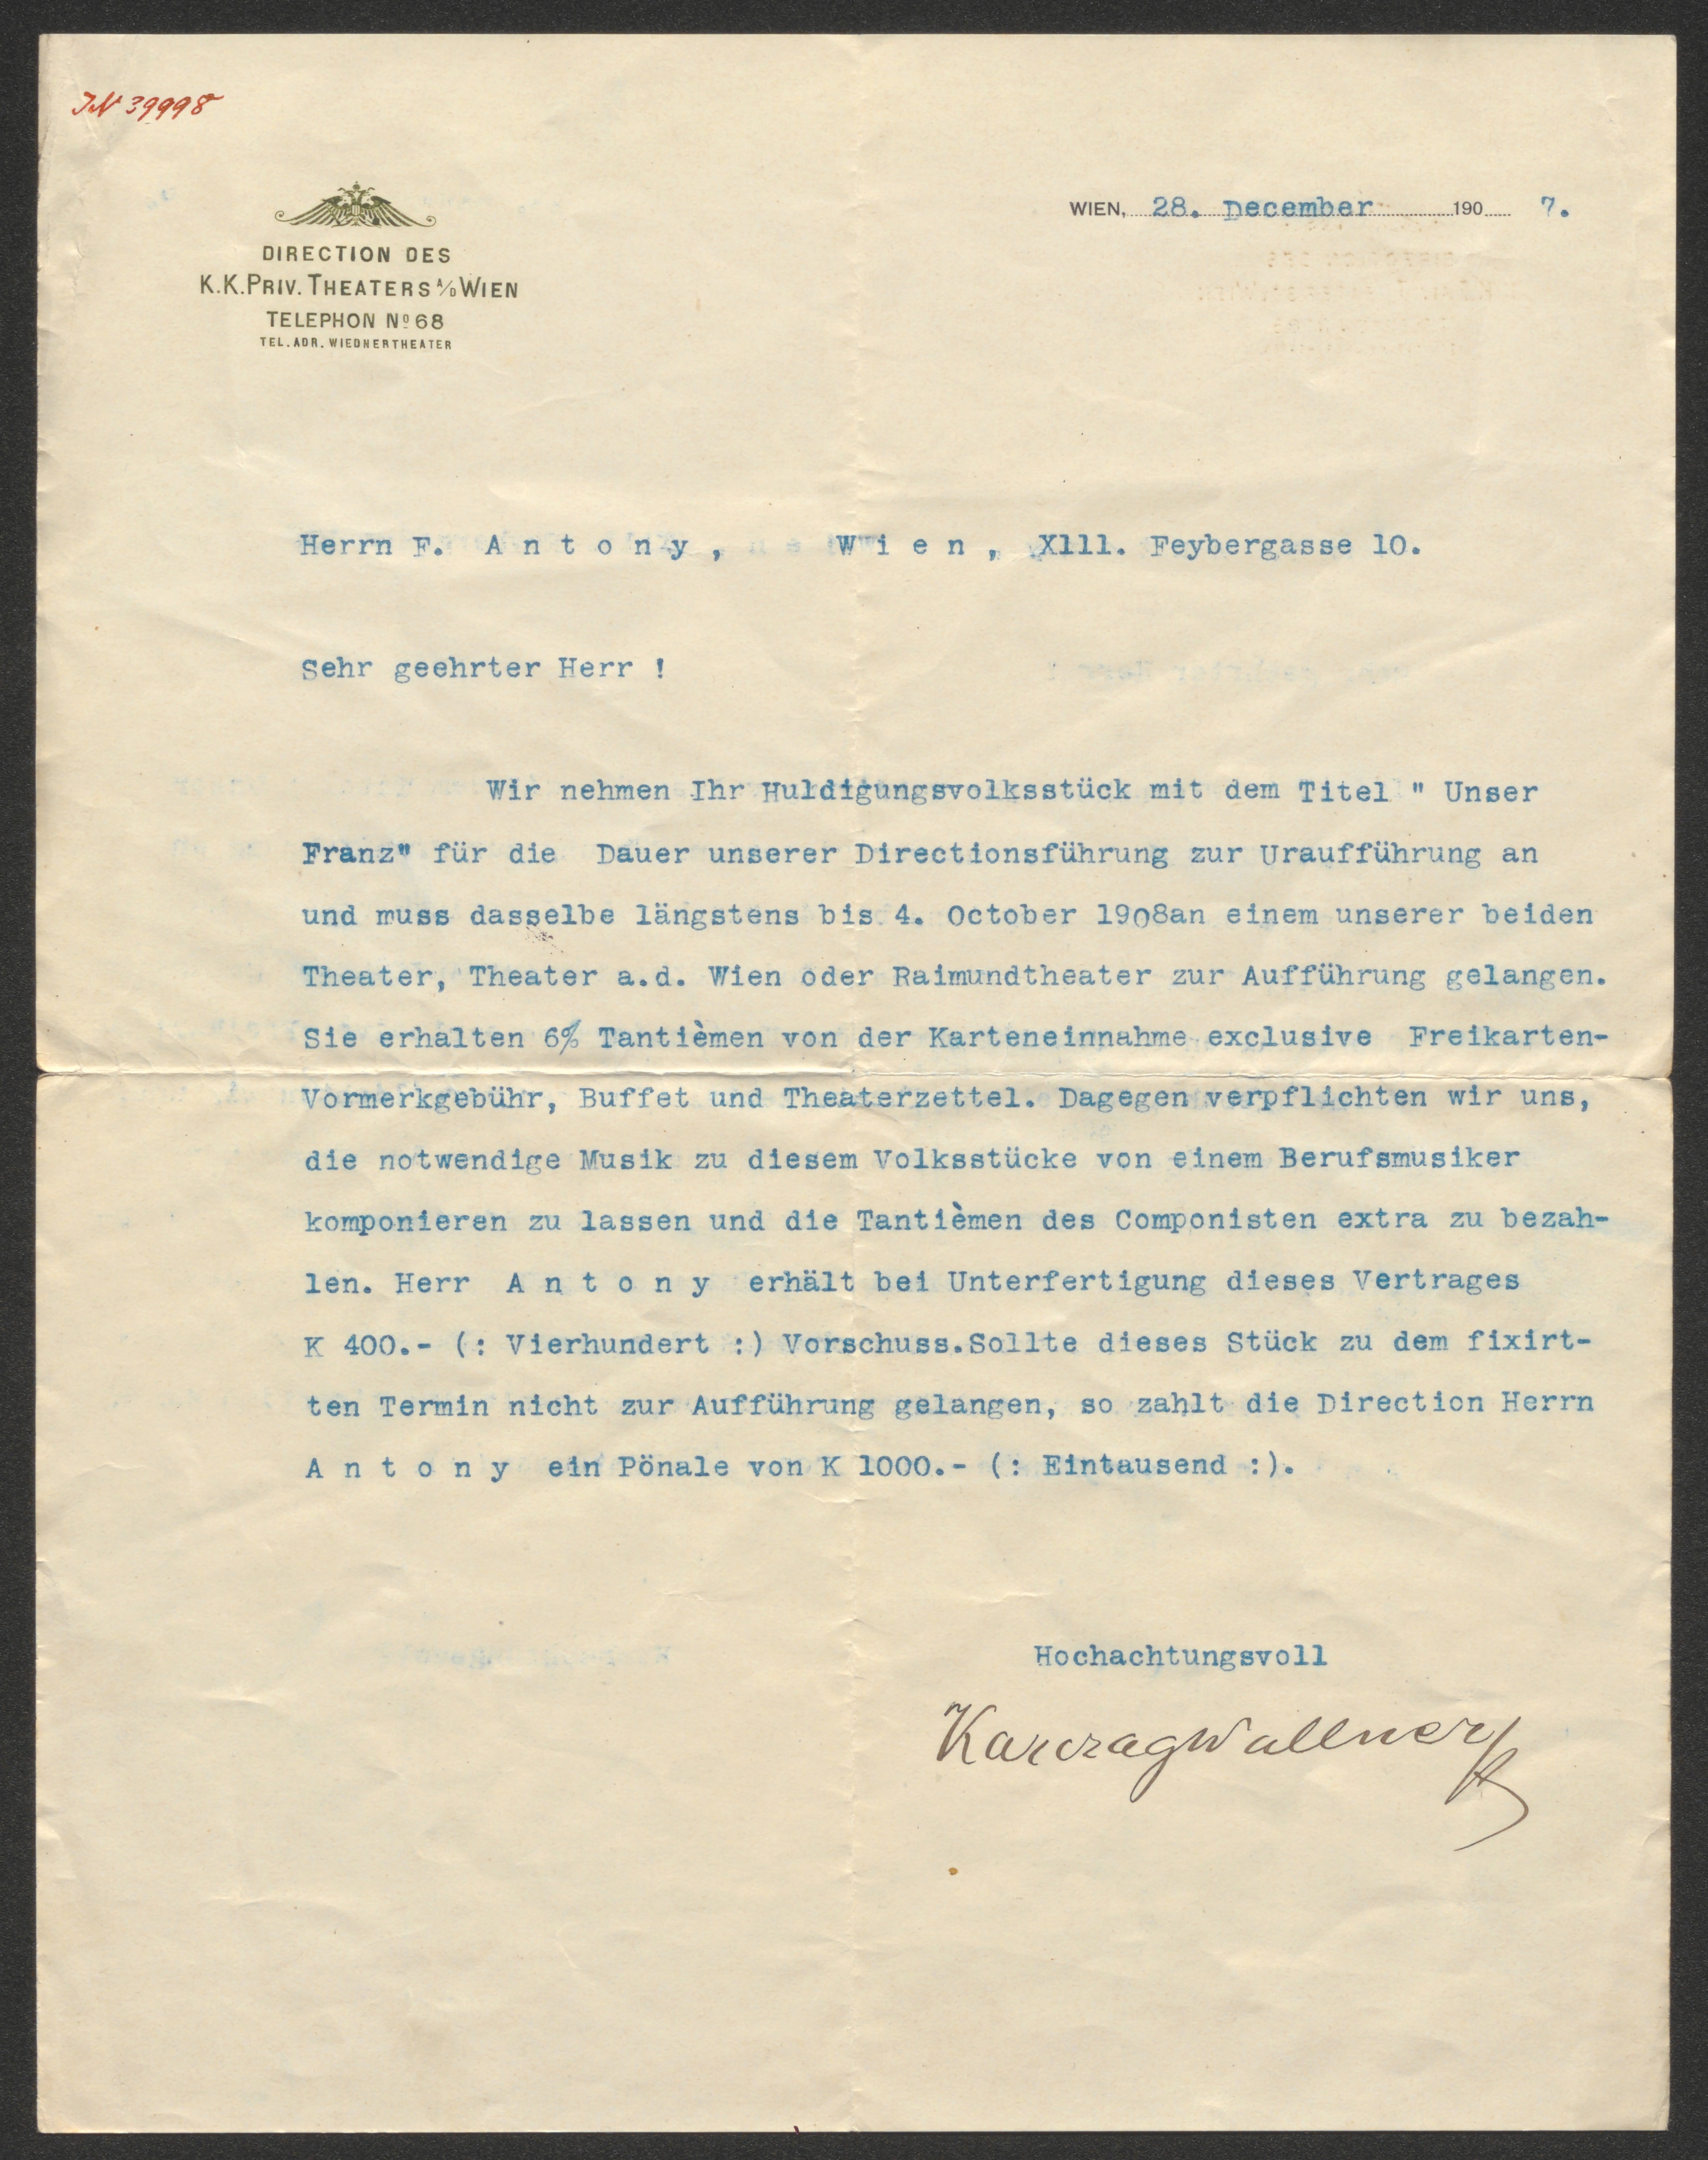 IN 39998
DIRECTION DES
K.K. PRIV. THEATERS A/D WIEN
TELEPHON No 68
TEL. ADR. WIEDNERTHEATER
WIEN, 28. December 190 7.
Herrn F. A n t o n y , W i e n , X111. Feybergasse 10.
Sehr geehrter Herr !
Wir nehmen Ihr Huldigungsvolksstück mit dem Titel " Unser
Franz" für die Dauer unserer Directionsführung zur Uraufführung an
und muss dasselbe längstens bis 4. October 1908an einem unserer beiden
Theater, Theater a.d. Wien oder Raimundtheater zur Aufführung gelangen.
Sie erhalten 6% Tantièmen von der Karteneinnahme exclusive Freikarten-
Vormerkgebühr, Buffet und Theaterzettel. Dagegen verpflichten wir uns,
die notwendige Musik zu diesem Volksstücke von einem Berufsmusiker
komponieren zu lassen und die Tantièmen des Componisten extra zu bezah-
len. Herr A n t o n y erhält bei Unterfertigung dieses Vertrages
K 400.- (: Vierhundert :) Vorschuss.Sollte dieses Stück zu dem fixirt-
ten Termin nicht zur Aufführung gelangen, so zahlt die Direction Herrn
A n t o n y ein Pönale von K 1000.- (: Eintausend :).
Hochachtungsvoll
Karczag Wallner